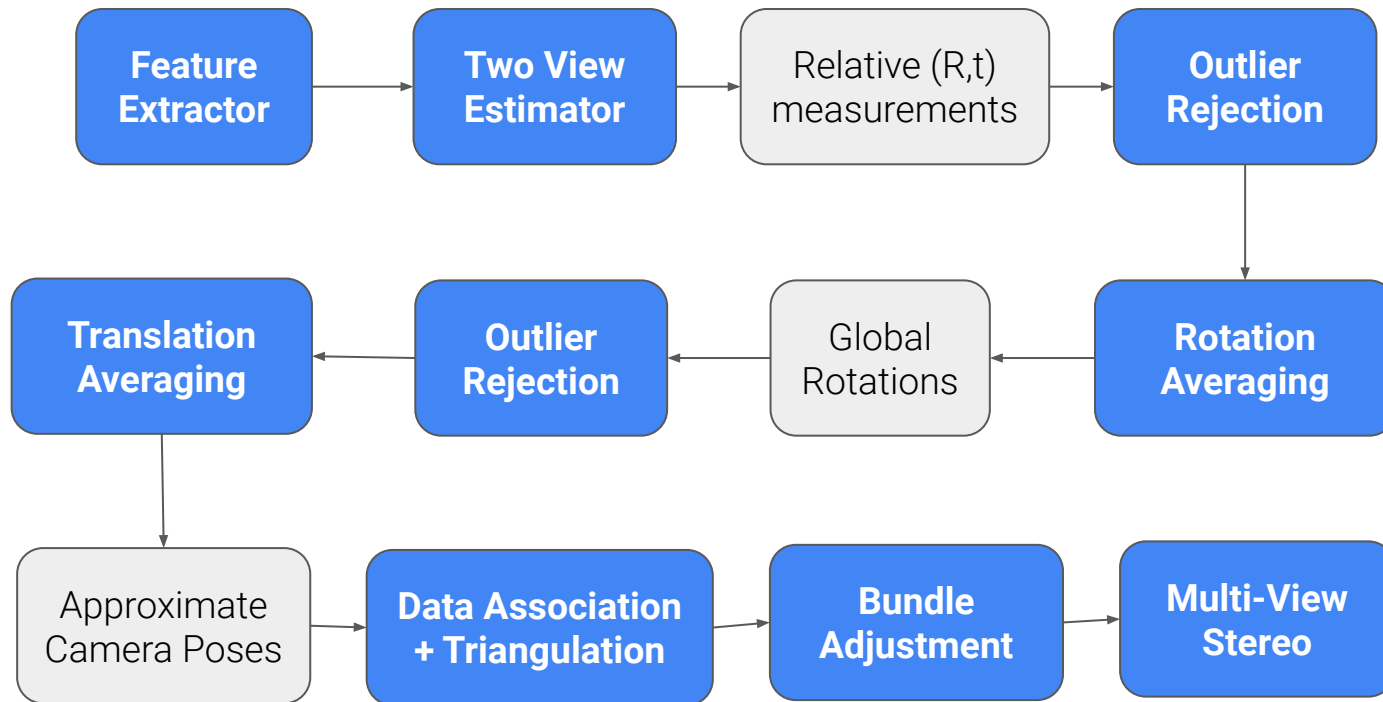 Feature
Extractor
Two View
Estimator
Relative (R,t)
measurements
Outlier
Rejection
Rotation
Averaging
Global
Rotations
Outlier
Rejection
Translation
Averaging
Approximate
Camera Poses
Data Association
+ Triangulation
Bundle
Adjustment
Multi-View
Stereo